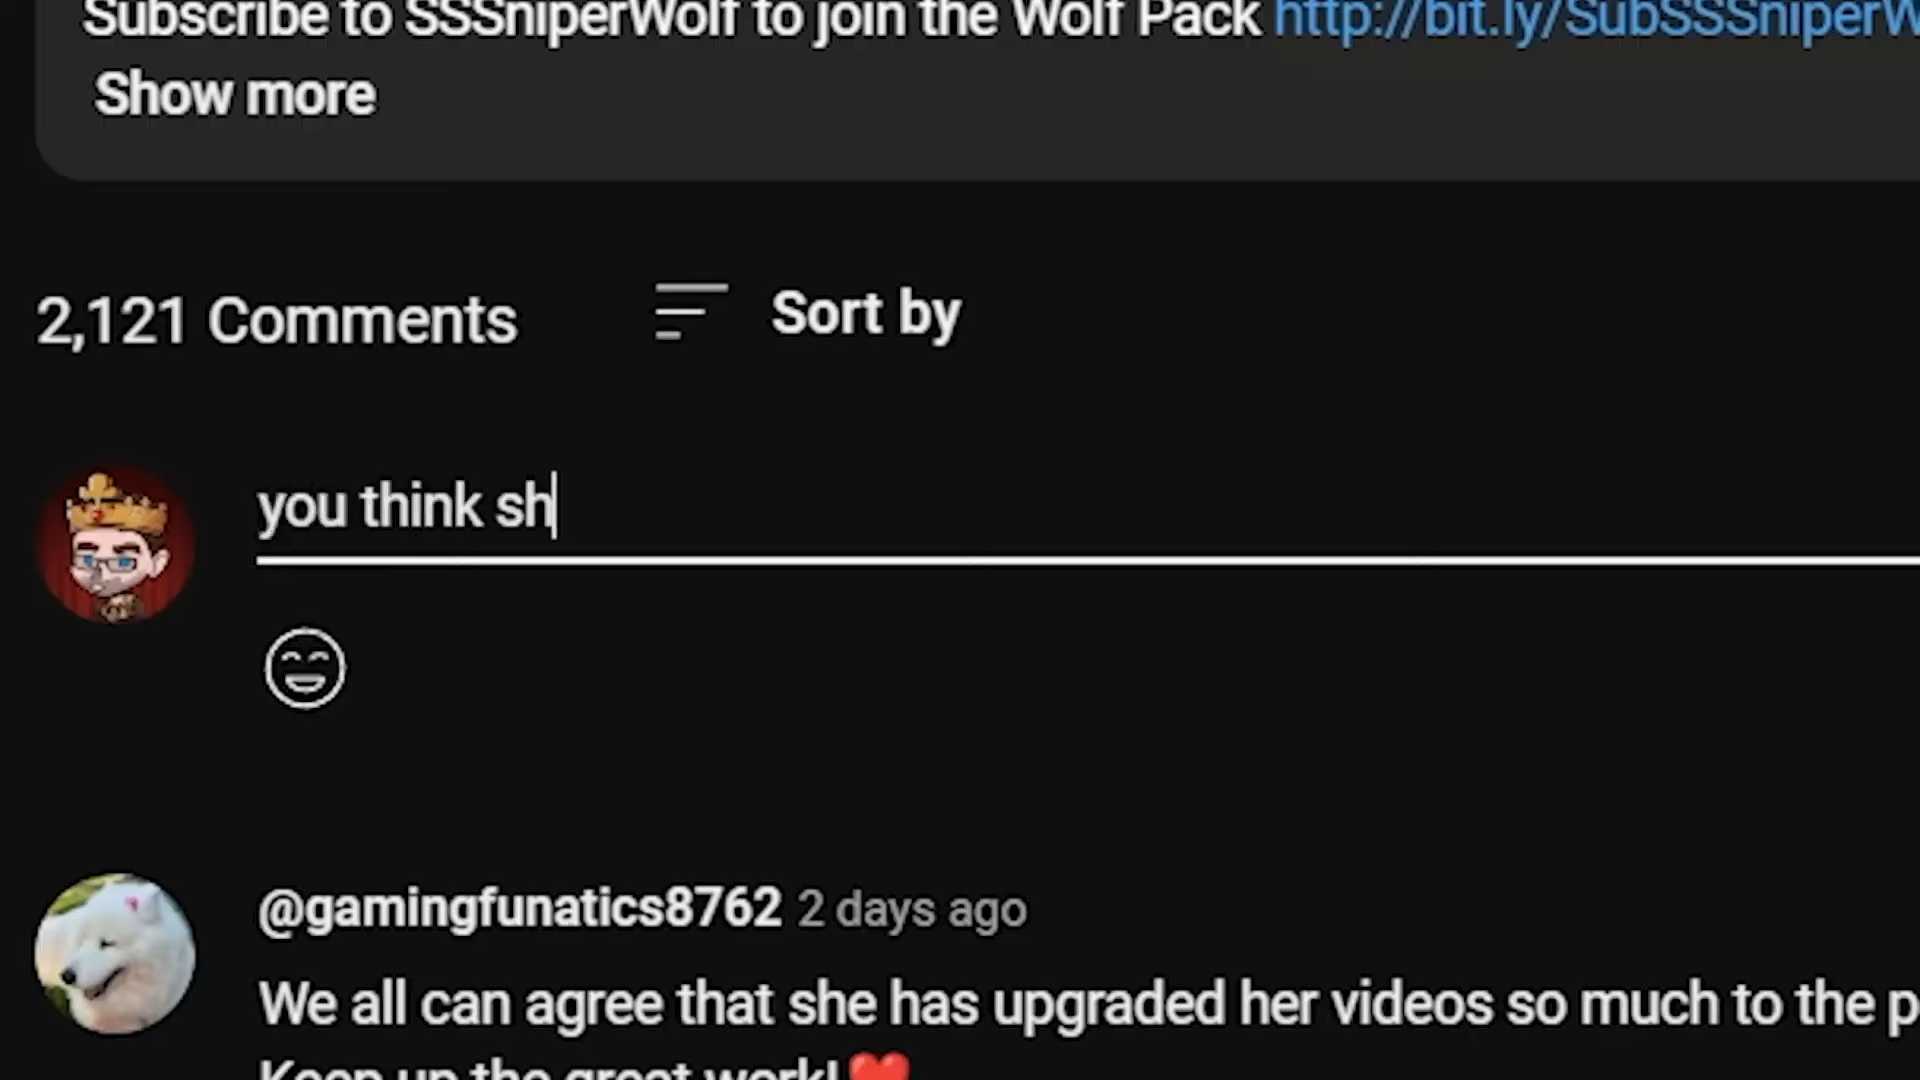 Subscribe to SSSniperWolf to join the Wolf Pack http://bit.ly/SubSSSniperW
Show more
2,121 Comments
Sort by
you think sh
@gamingfunatics8762 2 days ago
We all can agree that she has upgraded her videos so much to the p
Keep up the great work!❤️